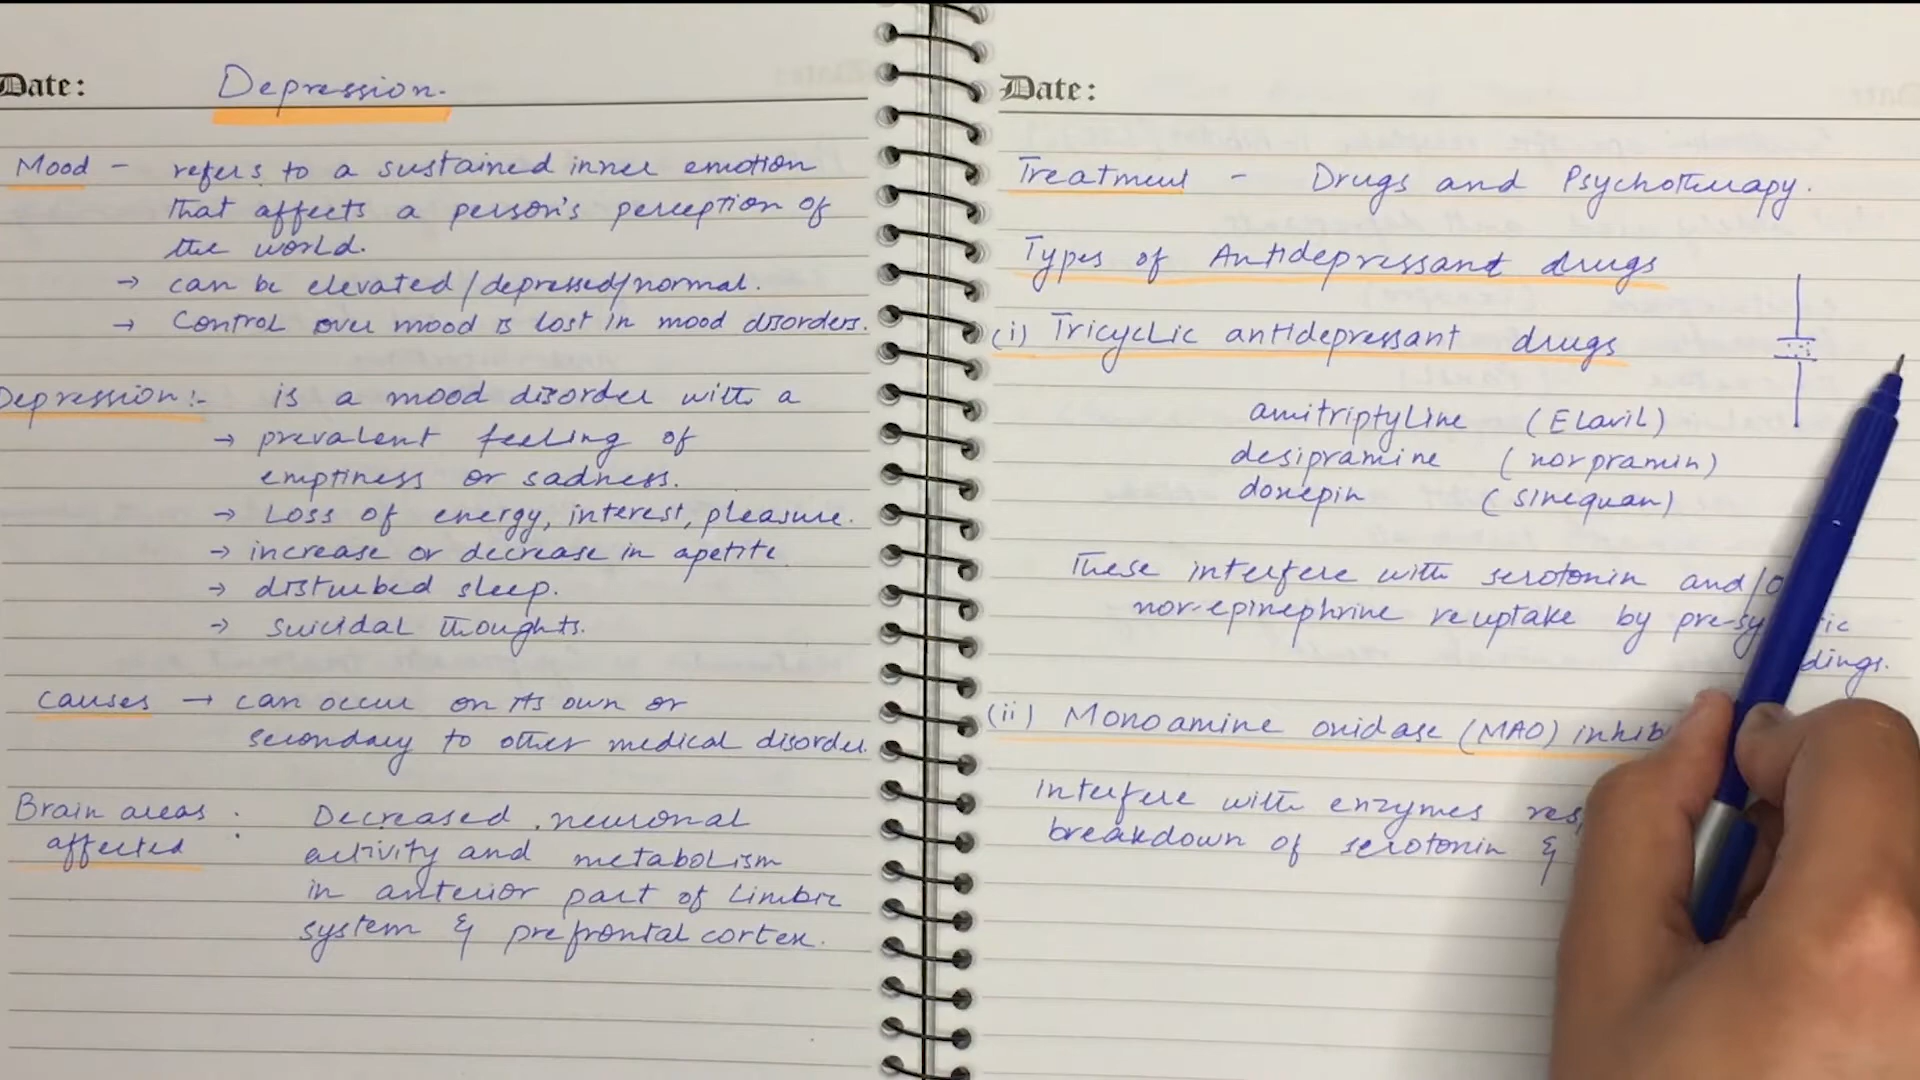 Date:
Depression.
Mood - refers to a sustained inner emotion
that affects a person's perception of
the world.
→ can be elevated/depressed/normal.
→ Control over mood is lost in mood disorders.
Depression:- is a mood disorder with a
→ prevalent feeling of
emptiness or sadness.
→ Loss of energy, interest, pleasure.
→ increase or decrease in apetite
→ disturbed sleep.
→ suicidal thoughts.
causes → can occur on its own or
secondary to other medical disorder.
Brain areas : Decreased neuronal
affected activity and metabolism
in anterior part of Limbic
system & prefrontal cortex.
Date:
Treatment - Drugs and Psychotherapy.
Types of Antidepressant drugs
(i) Tricyclic antidepressant drugs
amitriptyline (Elavil)
desipramine (norpramin)
doxepin (sinequan)
These interfere with serotonin and/
nor-epinephrine reuptake by
(ii) Monoamine oxidase (MAO)
interfere with enzymes
breakdown of serotonin &